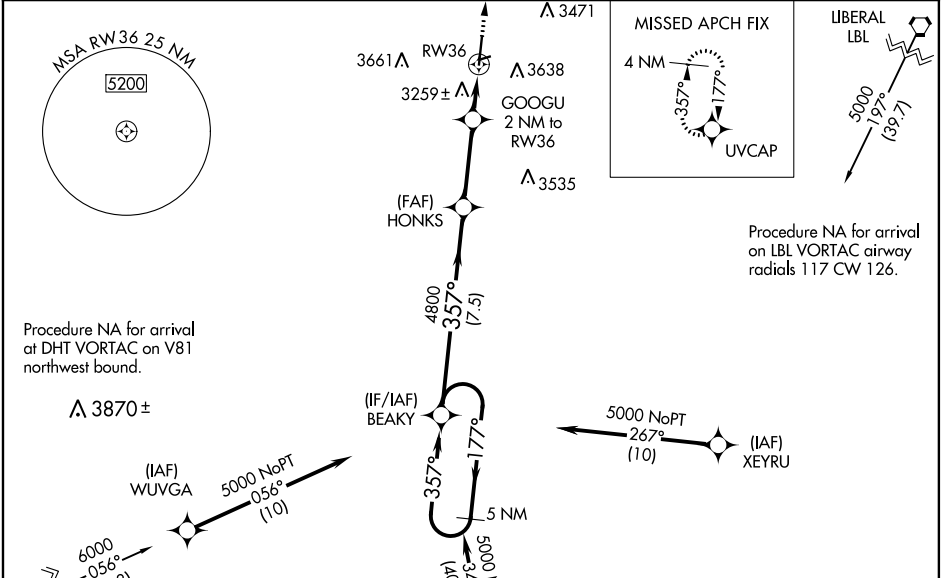 MSA RW36 25 NM
5200
3471
RW36
3661
3638
3259 ±
GOOGU
2 NM to
RW36
3535
(FAF)
HONKS
MISSED APCH FIX
4 NM
357°
177°
UVCAP
LIBERAL
LBL
5000
197°
(39.7)
Procedure NA for arrival
on LBL VORTAC airway
radials 117 CW 126.
4800
357°
(7.5)
Procedure NA for arrival
at DHT VORTAC on V81
northwest bound.
3870 ±
(IF/IAF)
BEAKY
357°
177°
5 NM
5000 NoPT
267°
(10)
(IAF)
XEYRU
(IAF)
WUVGA
5000 NoPT
056°
(10)
6000
056°
5000